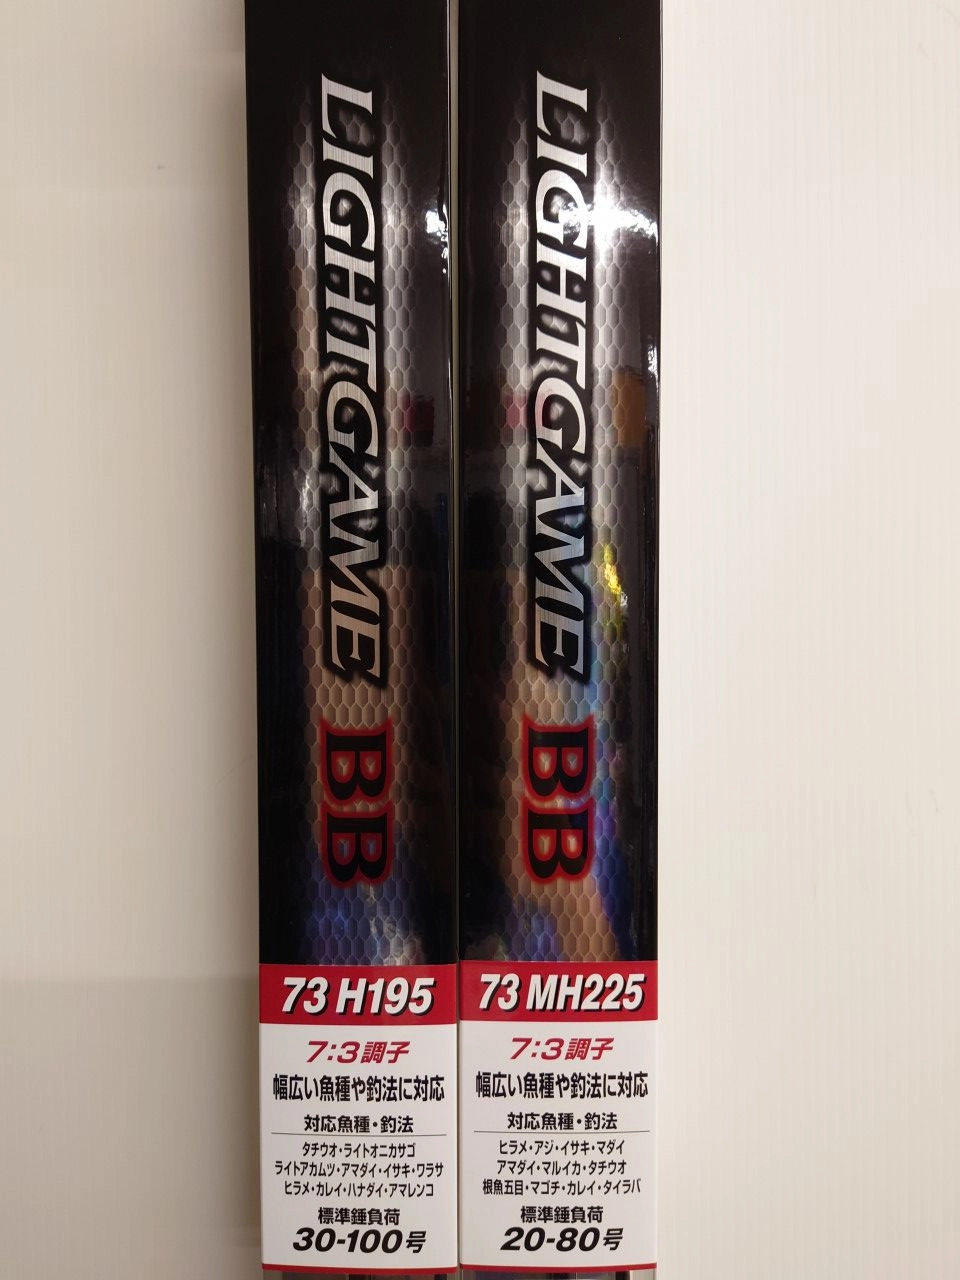 LIGHTGAME BB
73 H195
7:3調子
幅広い魚種や釣法に対応
対応魚種・釣法
タチウオ・ライトオニカサゴ
ライトアカムツ・アマダイ・イサキ・ワラサ
ヒラメ・カレイ・ハナダイ・アマレンコ
標準錘負荷
30-100号
LIGHTGAME BB
73 MH225
7:3調子
幅広い魚種や釣法に対応
対応魚種・釣法
ヒラメ・アジ・イサキ・マダイ
アマダイ・マルイカ・タチウオ
根魚五目・マゴチ・カレイ・タイラバ
標準錘負荷
20-80号